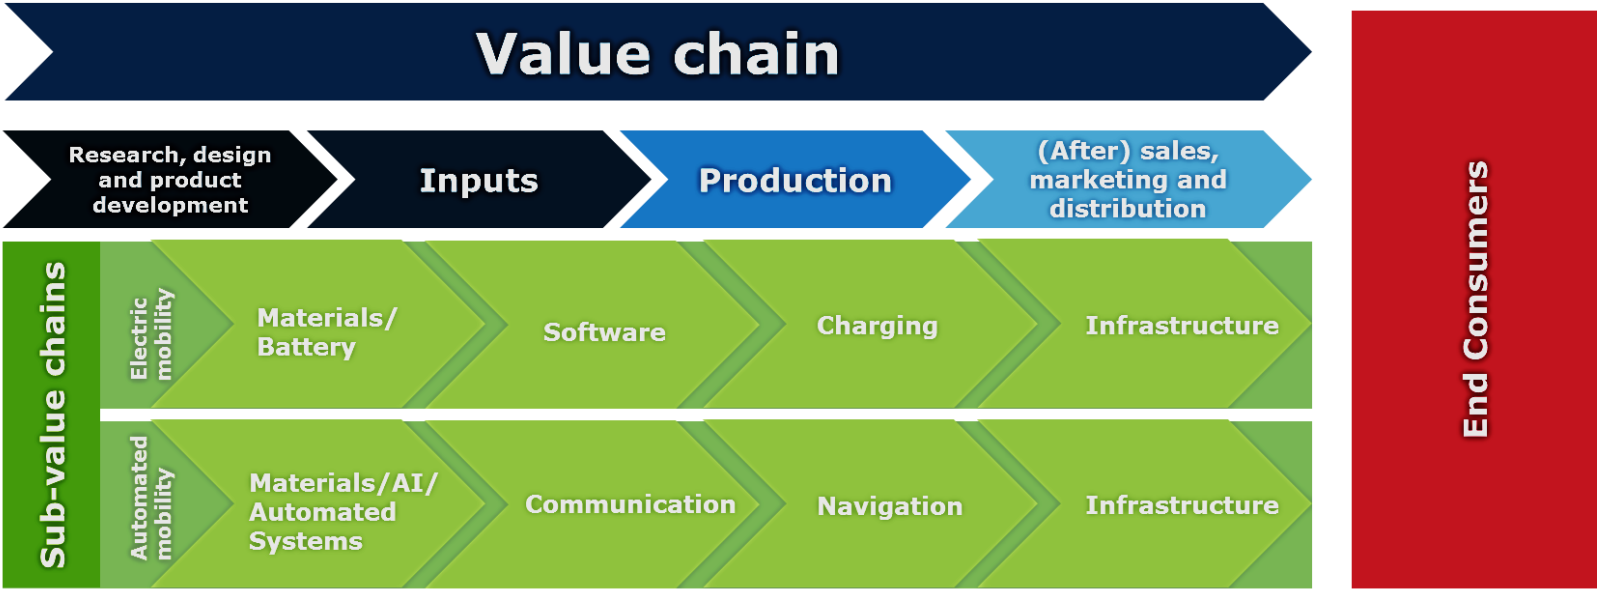 Value chain
Research, design
and product
development
Inputs
Production
(After) sales,
marketing and
distribution
Sub-value chains
Electric
mobility
Materials/
Battery
Software
Charging
Infrastructure
Automated
mobility
Materials/AI/
Automated
Systems
Communication
Navigation
Infrastructure
End Consumers